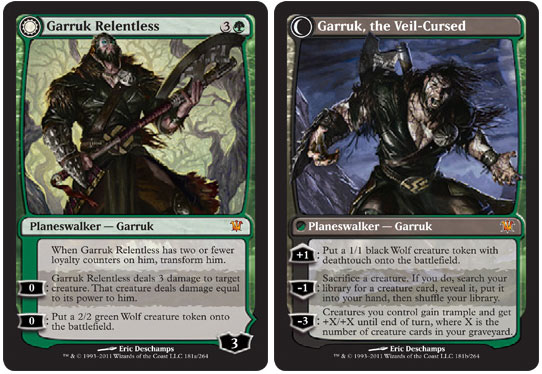 Garruk Relentless 3
Planeswalker — Garruk
When Garruk Relentless has two or fewer
loyalty counters on him, transform him.
0 : Garruk Relentless deals 3 damage to target
creature. That creature deals damage equal
to its power to him.
0 : Put a 2/2 green Wolf creature token onto
the battlefield.
3
Eric Deschamps
™ & © 1993–2011 Wizards of the Coast LLC 181a/264
Garruk, the Veil-Cursed
Planeswalker — Garruk
+1 : Put a 1/1 black Wolf creature token with
deathtouch onto the battlefield.
-1 : Sacrifice a creature. If you do, search your
library for a creature card, reveal it, put it
into your hand, then shuffle your library.
-3 : Creatures you control gain trample and get
+X/+X until end of turn, where X is the
number of creature cards in your graveyard.
Eric Deschamps
™ & © 1993–2011 Wizards of the Coast LLC 181b/264